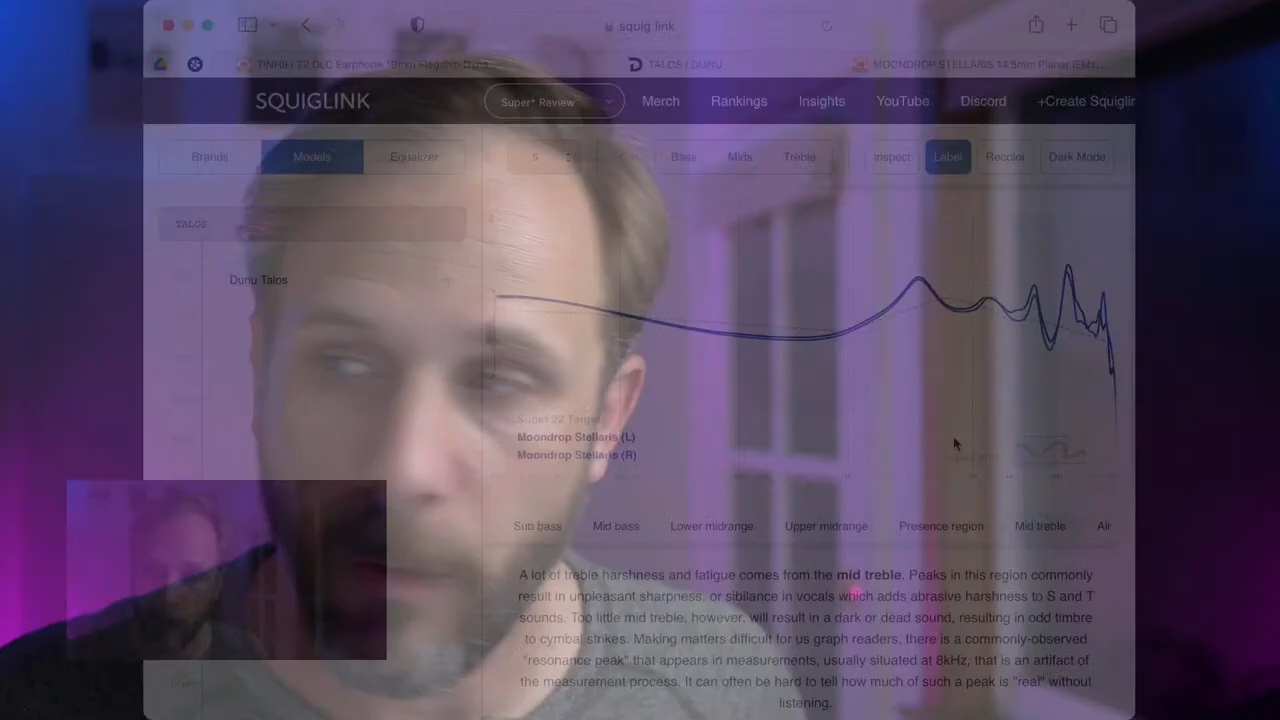 squig.link
TINHIFI T2 DLC Earphone 10mm Flagship Dyna...
TALOS | DUNU
MOONDROP STELLARIS 14.5mm Planar IEMs...
SQUIGLINK
Super* Review
Merch
Rankings
Insights
YouTube
Discord
+Create Squiglin
Brands
Models
Equalizer
Bass
Mids
Treble
inspect
Label
Recolor
Dark Mode
TALOS
Dunu Talos
Super 22 Target
Moondrop Stellaris (L)
Moondrop Stellaris (R)
Sub bass
Mid bass
Lower midrange
Upper midrange
Presence region
Mid treble
Air
A lot of treble harshness and fatigue comes from the mid treble. Peaks in this region commonly
result in unpleasant sharpness, or sibilance in vocals which adds abrasive harshness to S and T
sounds. Too little mid treble, however, will result in a dark or dead sound, resulting in odd timbre
to cymbal strikes. Making matters difficult for us graph readers, there is a commonly-observed
"resonance peak" that appears in measurements, usually situated at 8kHz, that is an artifact of
the measurement process. It can often be hard to tell how much of such a peak is "real" without
listening.